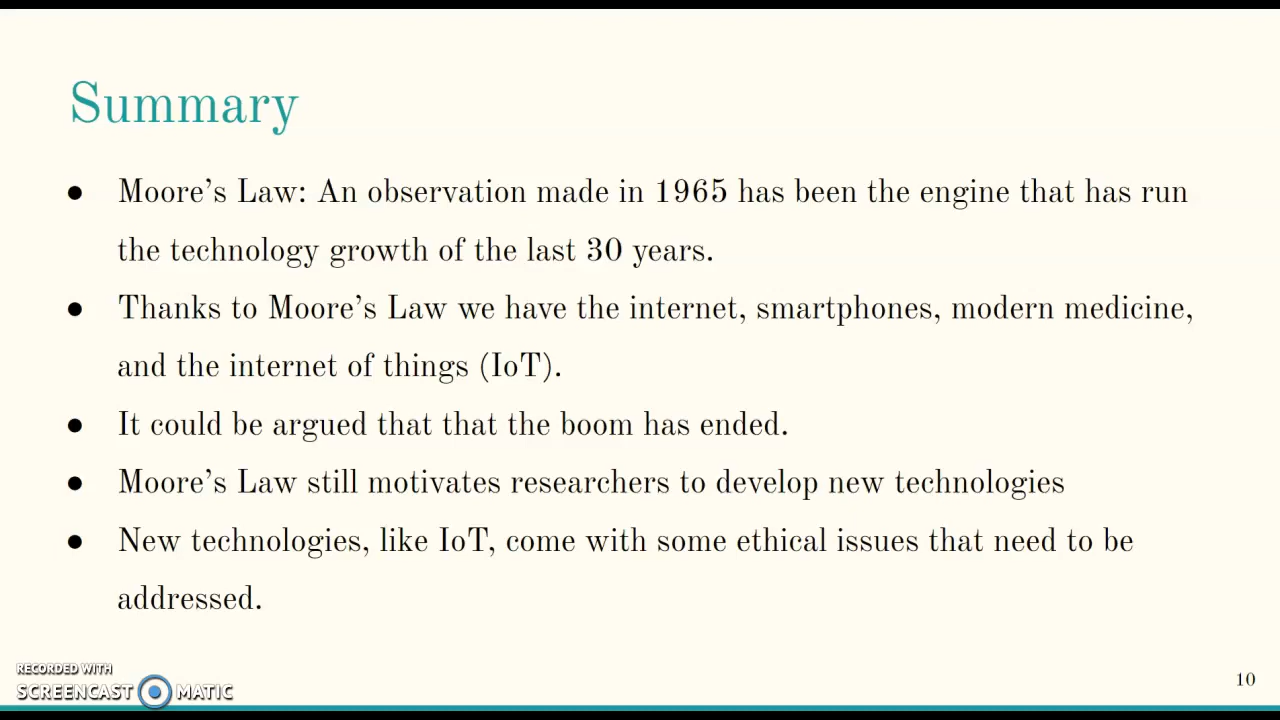 Summary
● Moore's Law: An observation made in 1965 has been the engine that has run
the technology growth of the last 30 years.
● Thanks to Moore's Law we have the internet, smartphones, modern medicine,
and the internet of things (IoT).
● It could be argued that that the boom has ended.
● Moore's Law still motivates researchers to develop new technologies
● New technologies, like IoT, come with some ethical issues that need to be
addressed.
RECORDED WITH
SCREENCAST MATIC
10